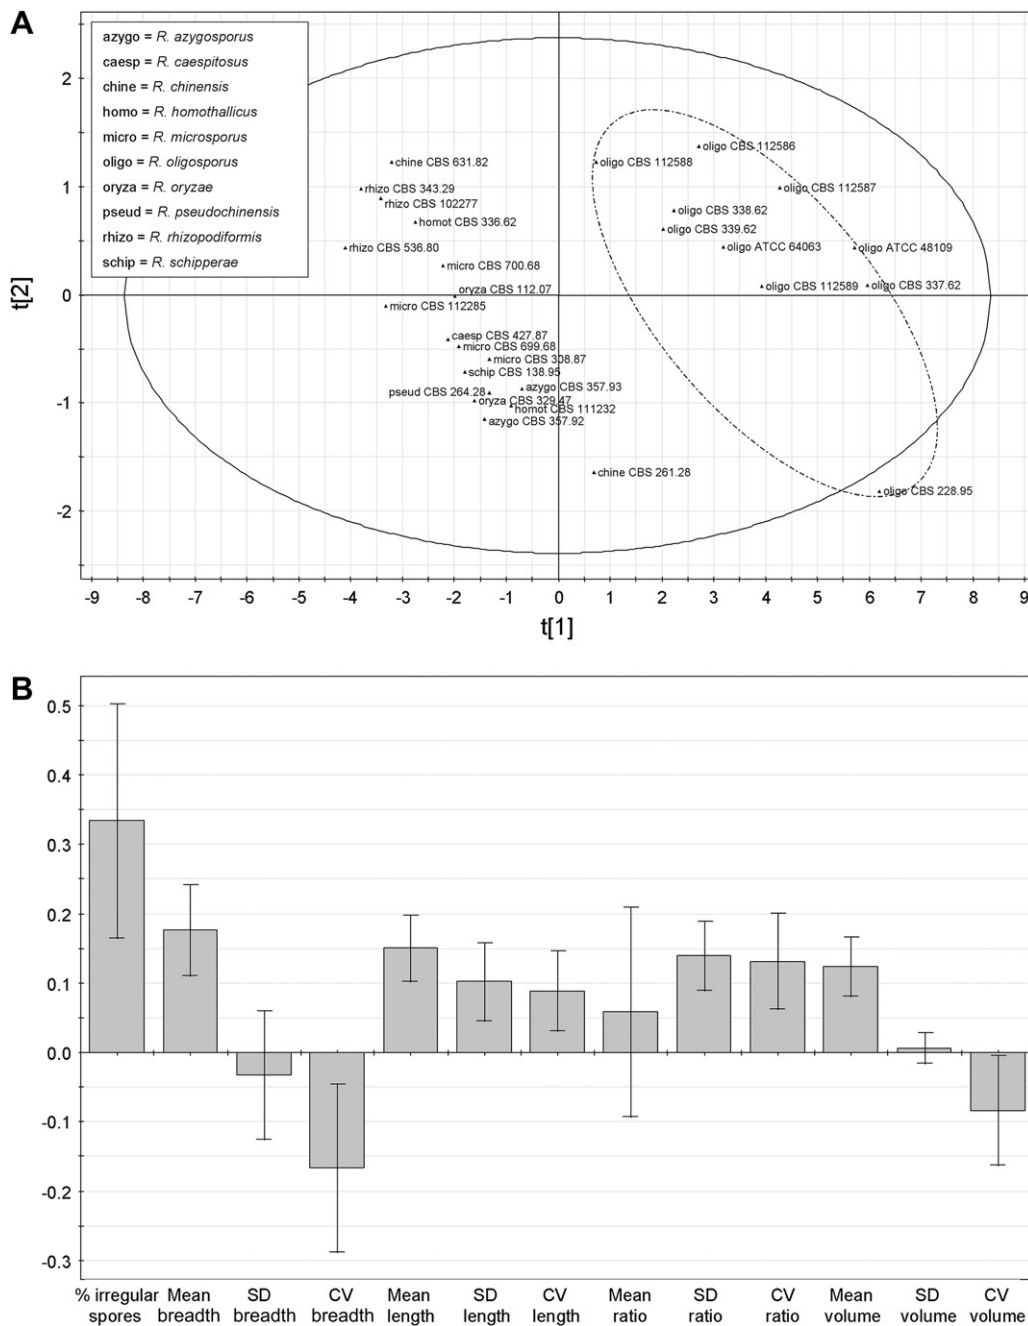 A
azygo = R. azygosporus
caesp = R. caespitosus
chine = R. chinensis
homo = R. homothallicus
micro = R. microsporus
oligo = R. oligosporus
oryza = R. oryzae
pseud = R. pseudochinensis
rhizo = R. rhizopodiformis
schip = R. schipperae
t[2]
2
1
0
-1
-2
oligo CBS 112586
chine CBS 631.82
oligo CBS 112588
rhizo CBS 343.29
oligo CBS 112587
rhizo CBS 102277
oligo CBS 338.62
homot CBS 336.62
oligo CBS 339.62
rhizo CBS 536.80
oligo ATCC 64063
oligo ATCC 48109
micro CBS 700.68
oryza CBS 112.07
oligo CBS 112589
oligo CBS 337.62
micro CBS 112285
caesp CBS 427.87
micro CBS 699.68
micro CBS 308.87
schip CBS 138.95
azygo CBS 357.93
pseud CBS 264.28
oryza CBS 329.47
homot CBS 111232
azygo CBS 357.92
chine CBS 261.28
oligo CBS 228.95
-9 -8 -7 -6 -5 -4 -3 -2 -1 0 1 2 3 4 5 6 7 8 9
t[1]
B
0.5
0.4
0.3
0.2
0.1
0.0
-0.1
-0.2
-0.3
% irregular spores
Mean breadth
SD breadth
CV breadth
Mean length
SD length
CV length
Mean ratio
SD ratio
CV ratio
Mean volume
SD volume
CV volume